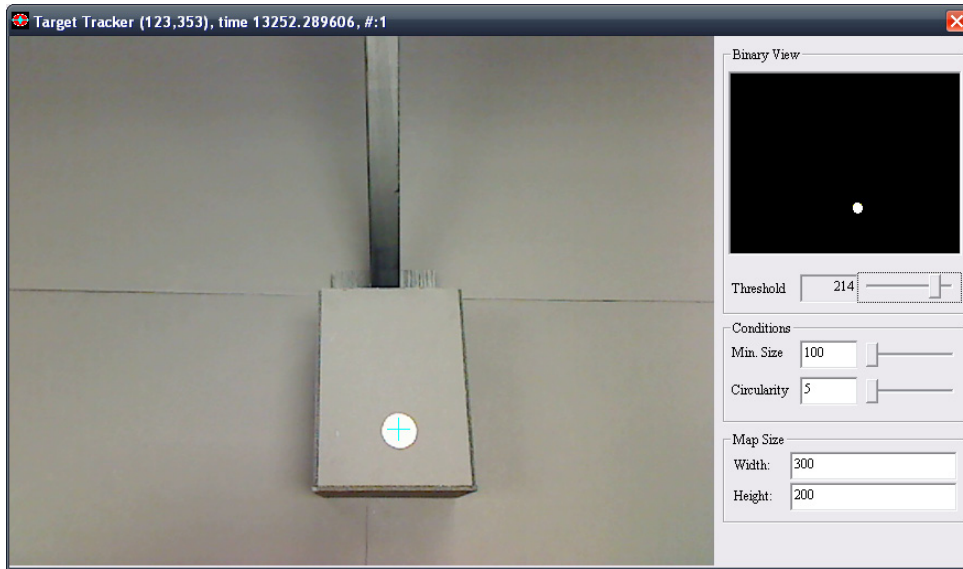 Target Tracker (123,353), time 13252.289606, #:1
Binary View
Threshold 214
Conditions
Min. Size 100
Circularity 5
Map Size
Width: 300
Height: 200